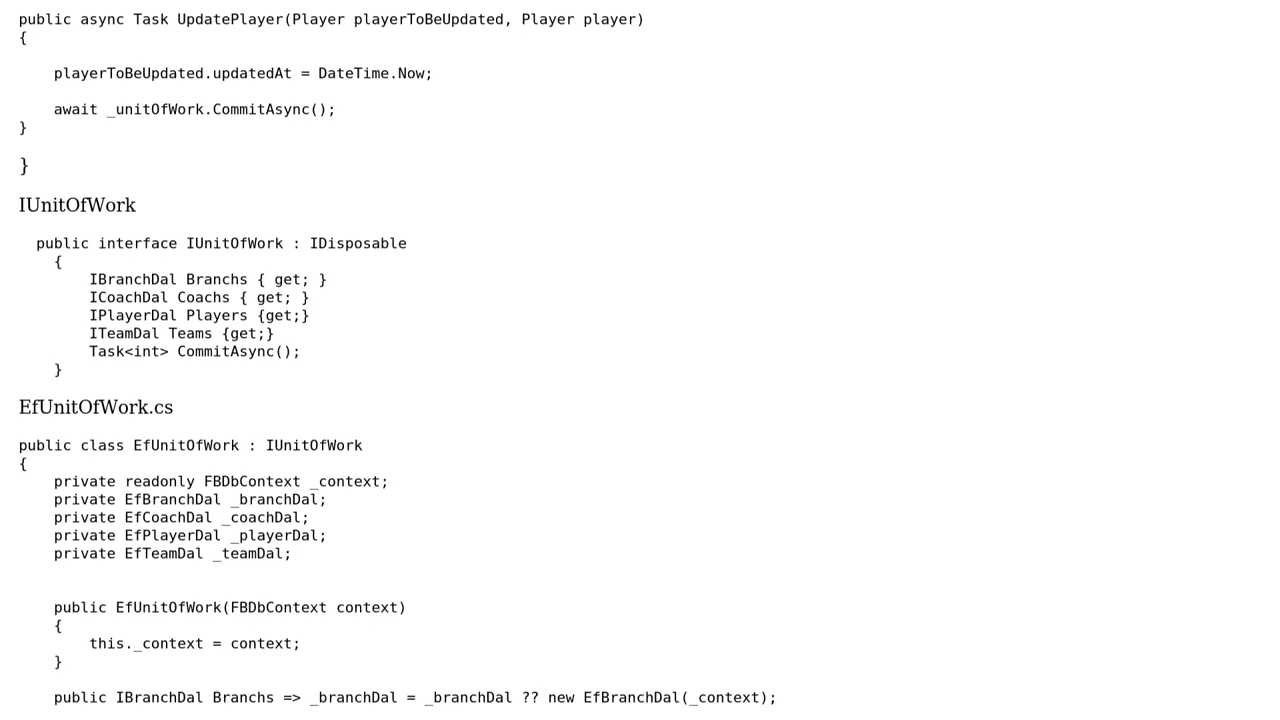 public async Task UpdatePlayer(Player playerToBeUpdated, Player player)
{
playerToBeUpdated.updatedAt = DateTime.Now;
await _unitOfWork.CommitAsync();
}
}
IUnitOfWork
public interface IUnitOfWork : IDisposable
{
IBranchDal Branchs { get; }
ICoachDal Coachs { get; }
IPlayerDal Players {get;}
ITeamDal Teams {get;}
Task<int> CommitAsync();
}
EfUnitOfWork.cs
public class EfUnitOfWork : IUnitOfWork
{
private readonly FBDbContext _context;
private EfBranchDal _branchDal;
private EfCoachDal _coachDal;
private EfPlayerDal _playerDal;
private EfTeamDal _teamDal;
public EfUnitOfWork(FBDbContext context)
{
this._context = context;
}
public IBranchDal Branchs => _branchDal = _branchDal ?? new EfBranchDal(_context);